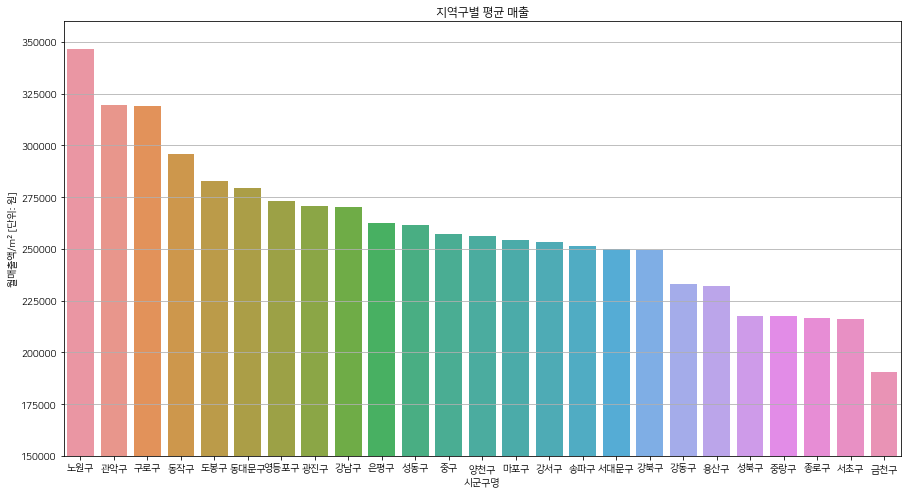 지역구별 평균 매출
월매출액/m² [단위: 원]
350000
325000
300000
275000
250000
225000
200000
175000
150000
노원구 관악구 구로구 동작구 도봉구 동대문구 영등포구 광진구 강남구 은평구 성동구 중구 양천구 마포구 강서구 송파구 서대문구 강북구 강동구 용산구 성북구 중랑구 종로구 서초구 금천구
시군구명